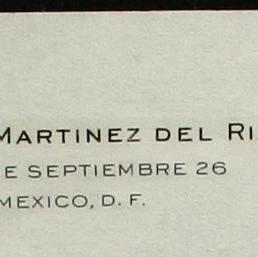 MARTINEZ DEL RI
E SEPTIEMBRE 26
MEXICO, D. F.